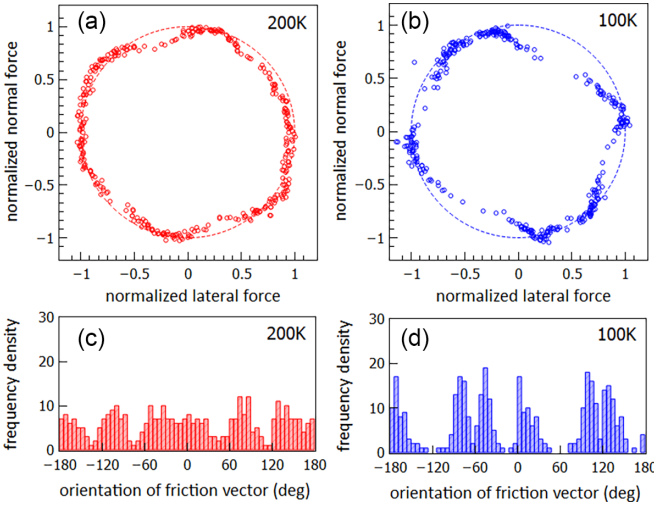 (a) 200K
normalized normal force
1
0.5
0
−0.5
−1
−1 −0.5 0 0.5 1
normalized lateral force
(b) 100K
normalized normal force
1
0.5
0
−0.5
−1
−1 −0.5 0 0.5 1
normalized lateral force
(c) 200K
frequency density
30
20
10
0
−180 −120 −60 0 60 120 180
orientation of friction vector (deg)
(d) 100K
frequency density
30
20
10
0
−180 −120 −60 0 60 120 180
orientation of friction vector (deg)